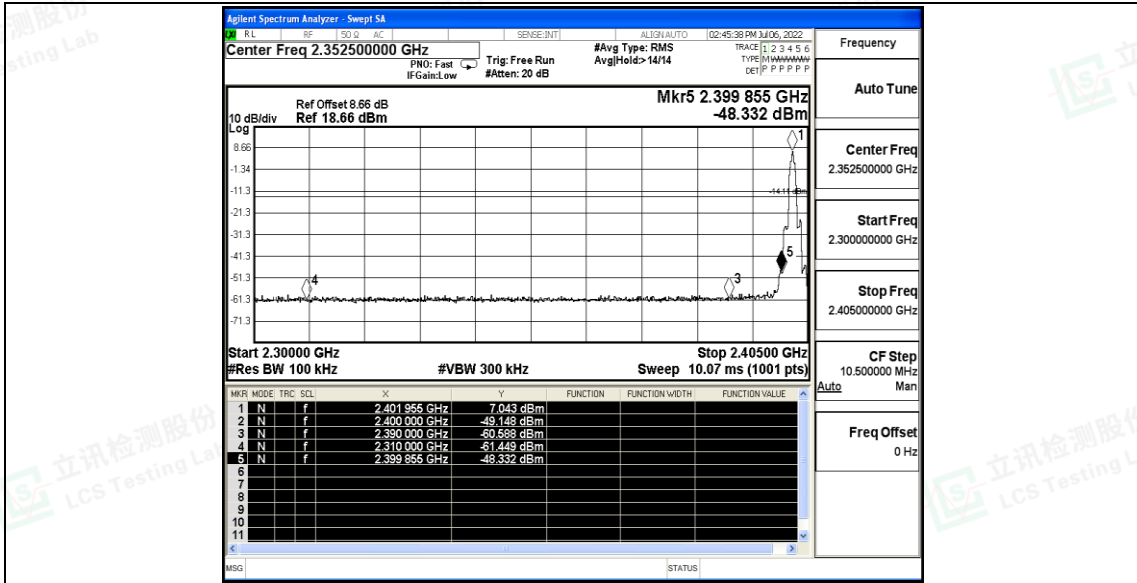 Agilent Spectrum Analyzer - Swept SA
RL RF 50 Ω AC SENSE:INT ALIGNAUTO 02:45:38 PM Jul 06, 2022
Center Freq 2.352500000 GHz
PNO: Fast
IFGain:Low
Trig: Free Run
#Atten: 20 dB
#Avg Type: RMS
Avg|Hold:> 14/14
TRACE 1 2 3 4 5 6
TYPE M
DET P P P P P P
Ref Offset 8.66 dB
10 dB/div Ref 18.66 dBm
Log
Mkr5 2.399 855 GHz
-48.332 dBm
8.66
-1.34
-11.3
-21.3
-31.3
-41.3
-51.3
-61.3
-71.3
1
-14.11 dBm
5
4
3
Start 2.30000 GHz Stop 2.40500 GHz
#Res BW 100 kHz #VBW 300 kHz Sweep 10.07 ms (1001 pts)
MKR MODE TRC SCL X Y FUNCTION FUNCTION WIDTH FUNCTION VALUE
1 N f 2.401 955 GHz 7.043 dBm
2 N f 2.400 000 GHz -49.148 dBm
3 N f 2.390 000 GHz -60.588 dBm
4 N f 2.310 000 GHz -61.449 dBm
5 N f 2.399 855 GHz -48.332 dBm
6
7
8
9
10
11
MSG STATUS
Frequency
Auto Tune
Center Freq
2.352500000 GHz
Start Freq
2.300000000 GHz
Stop Freq
2.405000000 GHz
CF Step
10.500000 MHz
Auto Man
Freq Offset
0 Hz
立讯检测股份
LCS Testing Lab
立讯检测股份
LCS Testing L